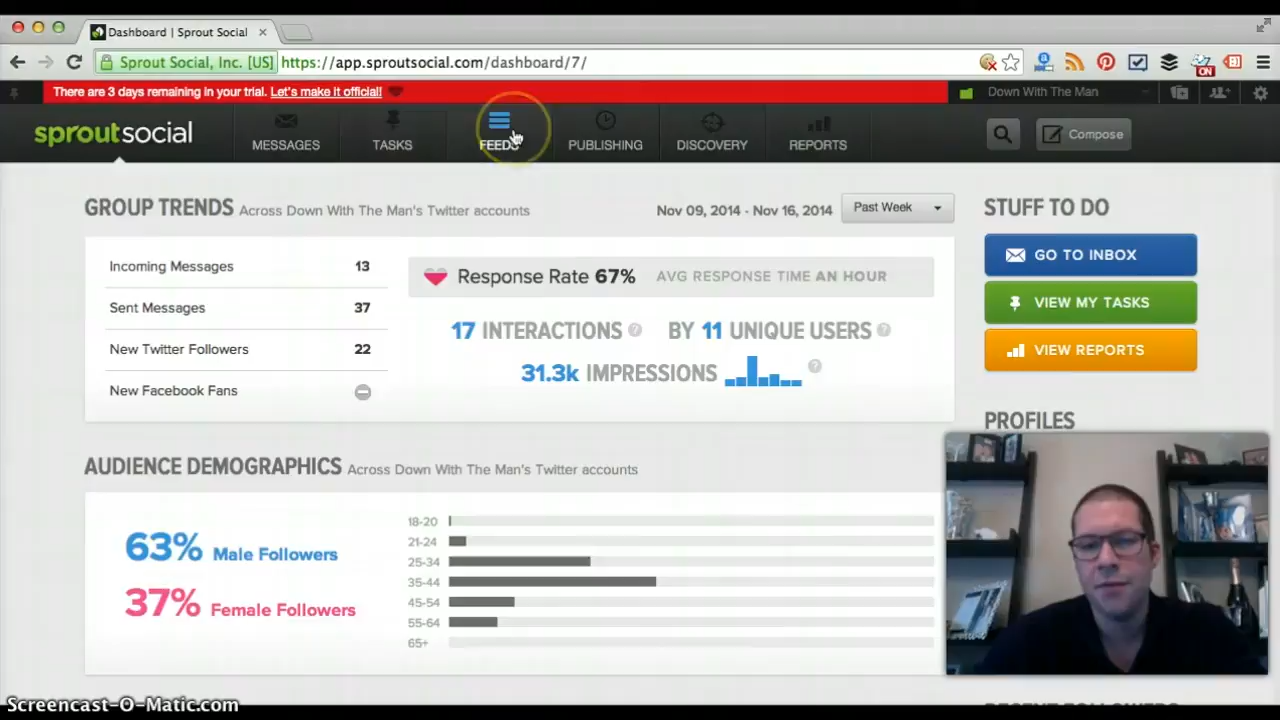 Dashboard | Sprout Social
Sprout Social, Inc. [US] https://app.sproutsocial.com/dashboard/7/
ON
There are 3 days remaining in your trial. Let's make it official!
Down With The Man
sproutsocial
MESSAGES
TASKS
FEEDS
PUBLISHING
DISCOVERY
REPORTS
Compose
GROUP TRENDS Across Down With The Man's Twitter accounts
Nov 09, 2014 - Nov 16, 2014
Past Week
Incoming Messages 13
Sent Messages 37
New Twitter Followers 22
New Facebook Fans
Response Rate 67% AVG RESPONSE TIME AN HOUR
17 INTERACTIONS ? BY 11 UNIQUE USERS ?
31.3k IMPRESSIONS ?
STUFF TO DO
GO TO INBOX
VIEW MY TASKS
VIEW REPORTS
PROFILES
AUDIENCE DEMOGRAPHICS Across Down With The Man's Twitter accounts
63% Male Followers
37% Female Followers
18-20
21-24
25-34
35-44
45-54
55-64
65+
RECENT FOLLOWERS
Screencast-O-Matic.com